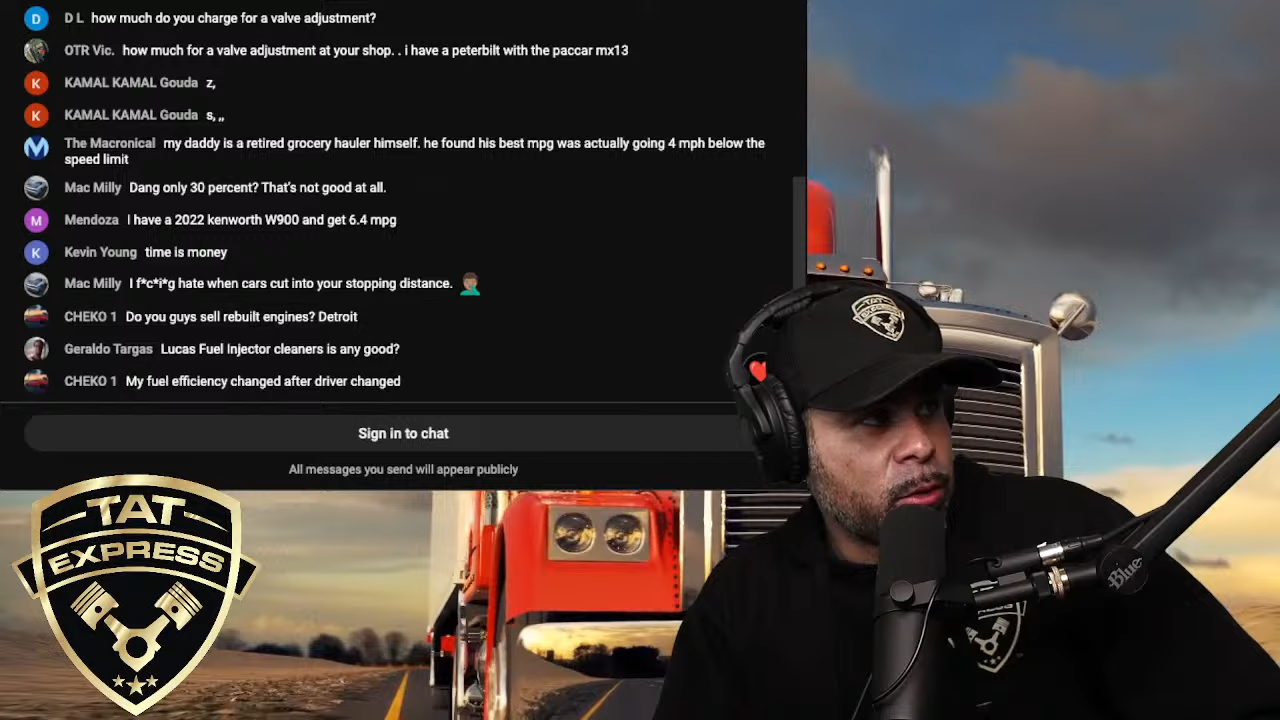 D
D L how much do you charge for a valve adjustment?
OTR Vic. how much for a valve adjustment at your shop. . i have a peterbilt with the paccar mx13
K
KAMAL KAMAL Gouda z,
K
KAMAL KAMAL Gouda s, ,,
The Macronical my daddy is a retired grocery hauler himself. he found his best mpg was actually going 4 mph below the
speed limit
Mac Milly Dang only 30 percent? That's not good at all.
M
Mendoza I have a 2022 kenworth W900 and get 6.4 mpg
K
Kevin Young time is money
Mac Milly I f*c*i*g hate when cars cut into your stopping distance.
CHEKO 1 Do you guys sell rebuilt engines? Detroit
Geraldo Targas Lucas Fuel Injector cleaners is any good?
CHEKO 1 My fuel efficiency changed after driver changed
Sign in to chat
All messages you send will appear publicly
TAT
EXPRESS
TAT
EXPRESS
Blue